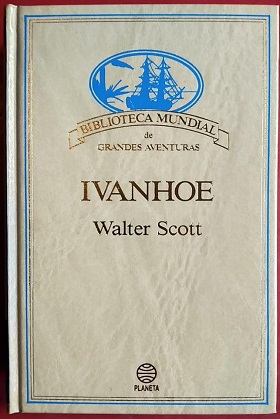 BIBLIOTECA MUNDIAL
de
GRANDES AVENTURAS
IVANHOE
Walter Scott
PLANETA